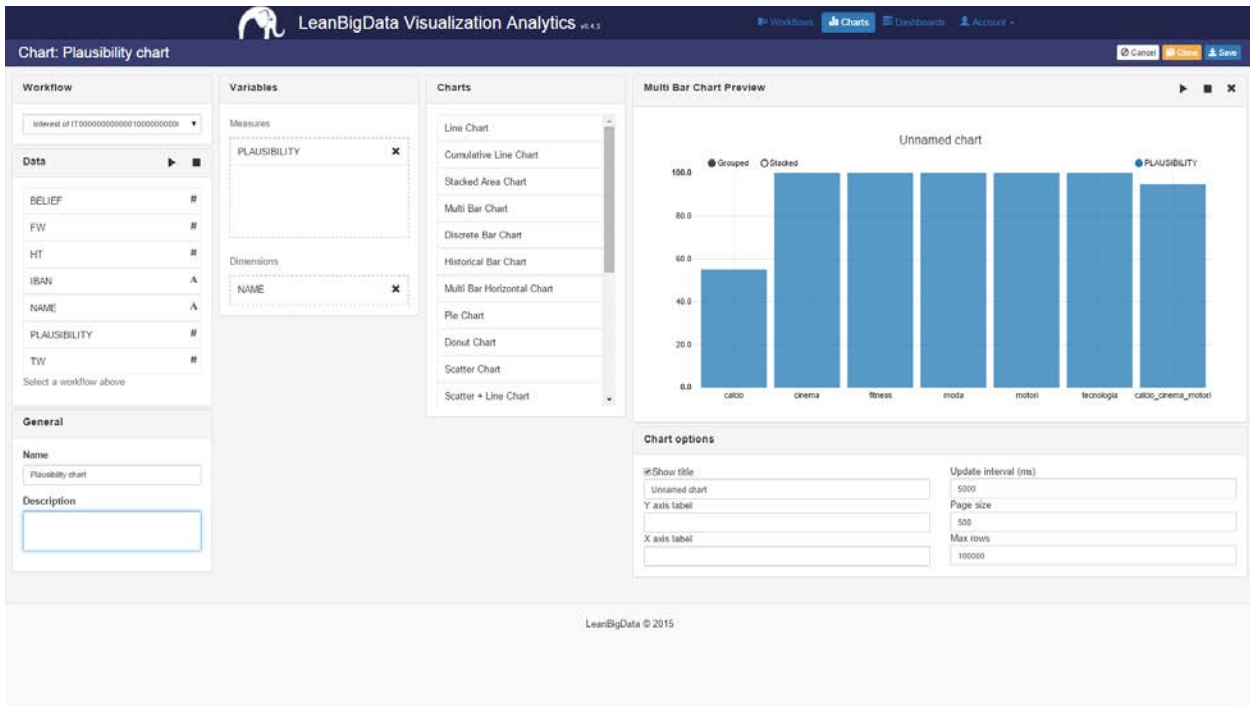 LeanBigData Visualization Analytics v0.4.3
Workflows
Charts
Dashboards
Account
Chart: Plausibility chart
Cancel
Clone
Save
Workflow
Data
BELIEF #
FW #
HT #
IBAN A
NAME A
PLAUSIBILITY #
TW #
Select a workflow above
General
Name
Plausibility chart
Description
Variables
Measures
PLAUSIBILITY
Dimensions
NAME
Charts
Line Chart
Cumulative Line Chart
Stacked Area Chart
Multi Bar Chart
Discrete Bar Chart
Historical Bar Chart
Multi Bar Horizontal Chart
Pie Chart
Donut Chart
Scatter Chart
Scatter + Line Chart
Multi Bar Chart Preview
Unnamed chart
Grouped
Stacked
PLAUSIBILITY
100.0
80.0
60.0
40.0
20.0
0.0
calcio
cinema
fitness
moda
motori
tecnologia
calcio_cinema_motori
Chart options
Show title
Unnamed chart
Y axis label
X axis label
Update interval (ms)
5000
Page size
500
Max rows
100000
LeanBigData © 2015